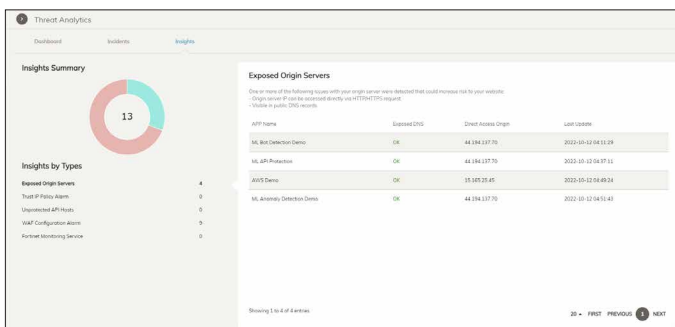 Threat Analytics
Dashboard Incidents Insights
Insights Summary
13
Insights by Types
Exposed Origin Servers 4
Trust IP Policy Alarm 0
Unprotected API Hosts 0
WAF Configuration Alarm 9
Fortinet Monitoring Service 0
Exposed Origin Servers
One or more of the following issues with your origin server were detected that could increase risk to your website:
- Origin server IP can be accessed directly via HTTP/HTTPS request
- Visible in public DNS records
APP Name Exposed DNS Direct Access Origin Last Update
ML Bot Detection Demo OK 44.194.137.70 2022-10-12 04:11:29
ML API Protection OK 44.194.137.70 2022-10-12 04:37:11
AWS Demo OK 15.165.25.45 2022-10-12 04:49:24
ML Anomaly Detection Demo OK 44.194.137.70 2022-10-12 04:51:43
Showing 1 to 4 of 4 entries
20 FIRST PREVIOUS 1 NEXT